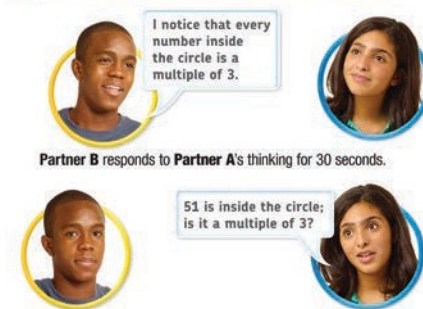 I notice that every
number inside
the circle is a
multiple of 3.
Partner B responds to Partner A's thinking for 30 seconds.
51 is inside the circle;
is it a multiple of 3?